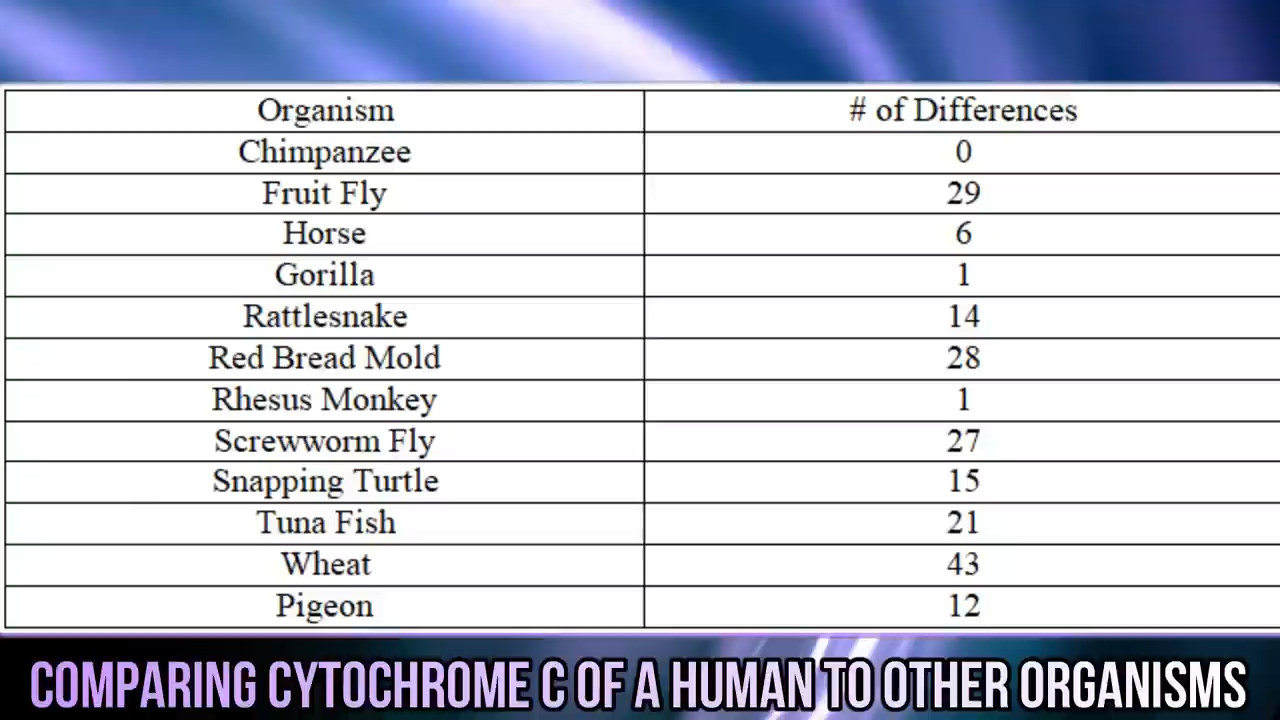 Organism # of Differences
Chimpanzee 0
Fruit Fly 29
Horse 6
Gorilla 1
Rattlesnake 14
Red Bread Mold 28
Rhesus Monkey 1
Screwworm Fly 27
Snapping Turtle 15
Tuna Fish 21
Wheat 43
Pigeon 12
COMPARING CYTOCHROME C OF A HUMAN TO OTHER ORGANISMS